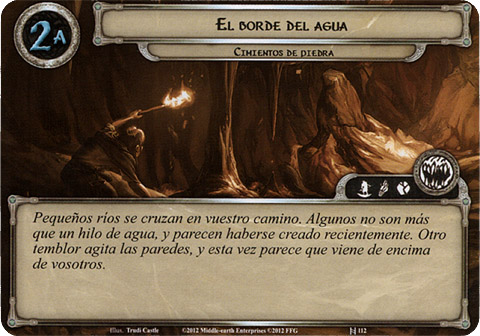 2A
EL BORDE DEL AGUA
CIMIENTOS DE PIEDRA
Pequeños ríos se cruzan en vuestro camino. Algunos no son más
que un hilo de agua, y parecen haberse creado recientemente. Otro
temblor agita las paredes, y esta vez parece que viene de encima
de vosotros.
Illus. Trudi Castle ©2012 Middle-earth Enterprises ©2012 FFG 112